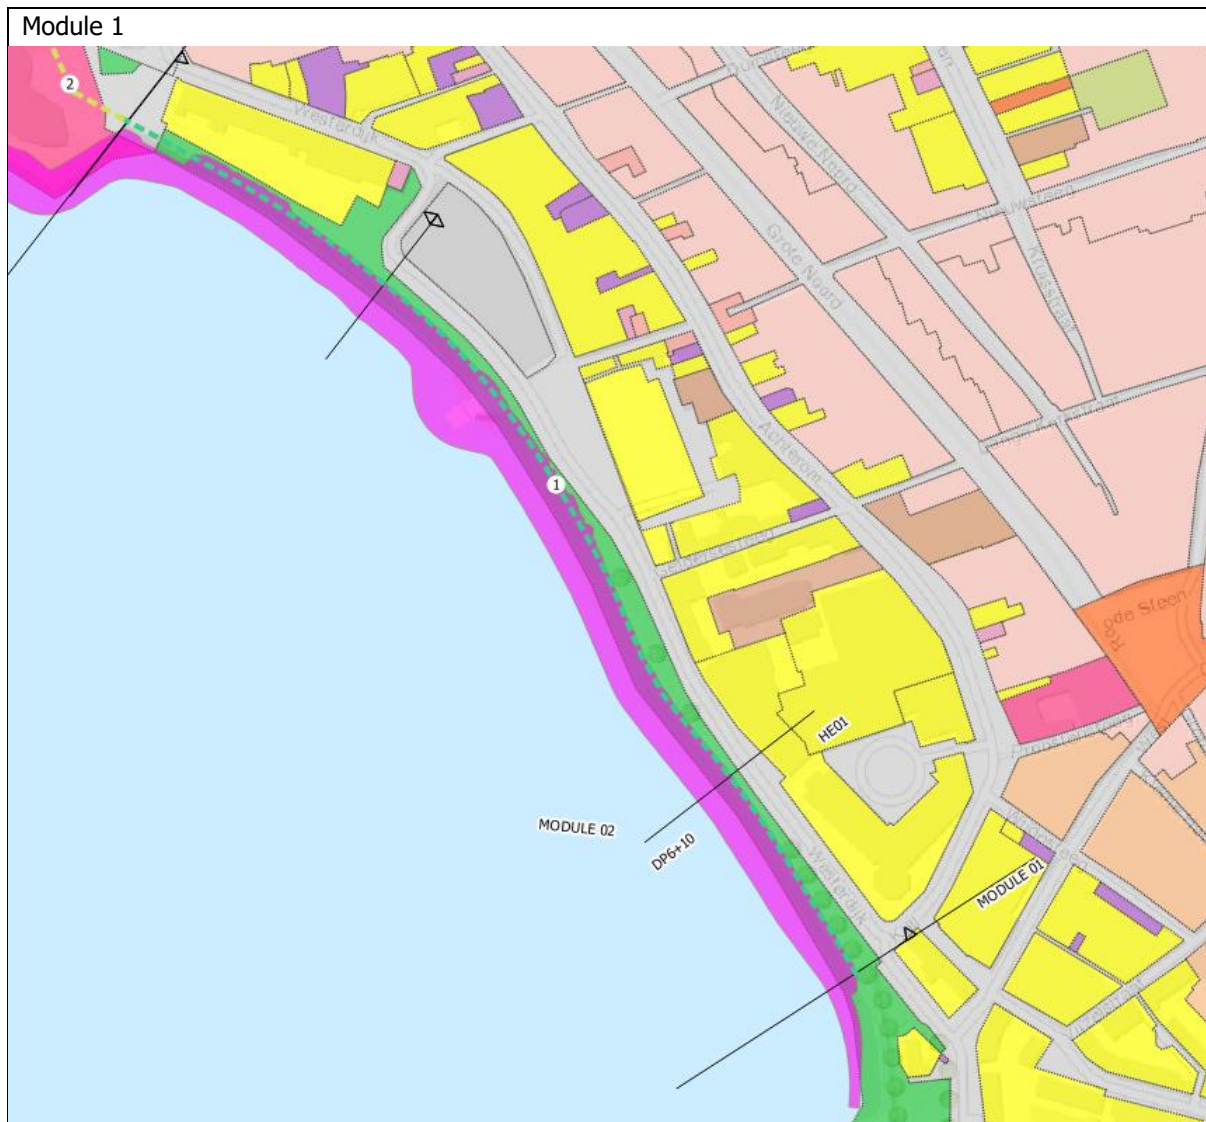 Module 1
2
Westerdijk
Nieuwe Noord
Nieuwsteeg
Grote Noord
Kruisstraat
Achterom
1
Roode Steen
HE01
MODULE 02
DP6+10
Westerdijk
MODULE 01